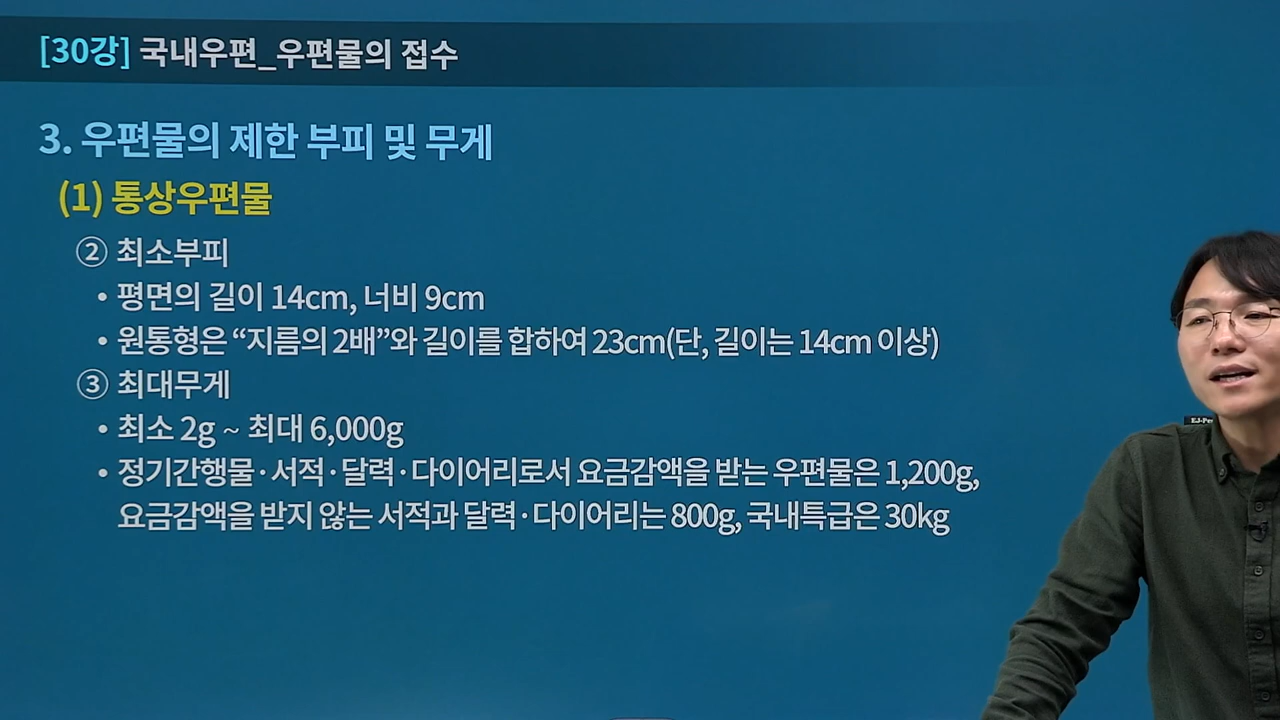 [30강] 국내우편_우편물의 접수
3. 우편물의 제한 부피 및 무게
(1) 통상우편물
② 최소부피
• 평면의 길이 14cm, 너비 9cm
• 원통형은 “지름의 2배”와 길이를 합하여 23cm(단, 길이는 14cm 이상)
③ 최대무게
• 최소 2g ~ 최대 6,000g
• 정기간행물·서적·달력·다이어리로서 요금감액을 받는 우편물은 1,200g,
요금감액을 받지 않는 서적과 달력·다이어리는 800g, 국내특급은 30kg